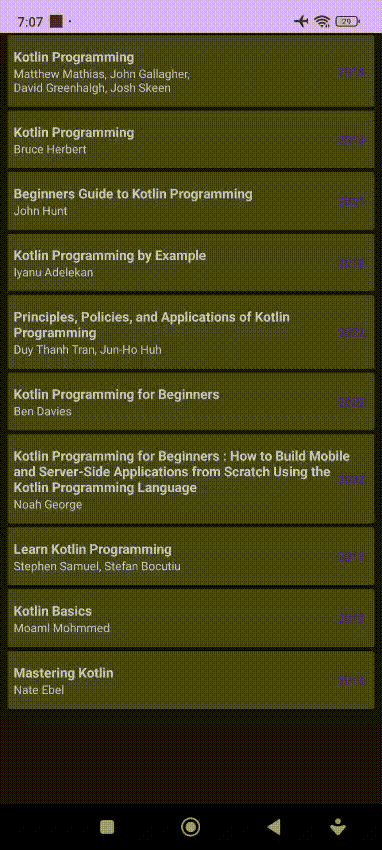 7:07
29
Kotlin Programming
Matthew Mathias, John Gallagher,
David Greenhalgh, Josh Skeen
Kotlin Programming
Bruce Herbert
Beginners Guide to Kotlin Programming
John Hunt
2021
Kotlin Programming by Example
Iyanu Adelekan
2018
Principles, Policies, and Applications of Kotlin
Programming
Duy Thanh Tran, Jun-Ho Huh
2022
Kotlin Programming for Beginners
Ben Davies
2022
Kotlin Programming for Beginners : How to Build Mobile
and Server-Side Applications from Scratch Using the
Kotlin Programming Language
Noah George
Learn Kotlin Programming
Stephen Samuel, Stefan Bocutiu
2019
Kotlin Basics
Moaml Mohmmed
Mastering Kotlin
Nate Ebel
2019